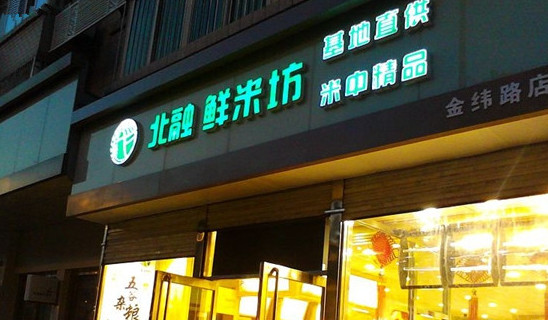 北融 鲜米坊
基地直供
米中精品
金纬路店
五谷
杂粮